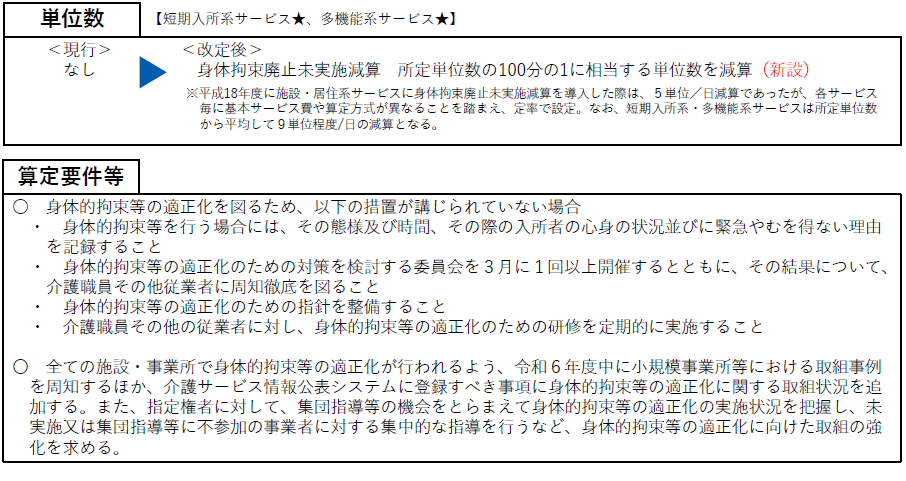 単位数
【短期入所系サービス★、多機能系サービス★】
＜現行＞
なし
＜改定後＞
身体拘束廃止未実施減算　所定単位数の100分の1に相当する単位数を減算（新設）
※平成18年度に施設・居住系サービスに身体拘束廃止未実施減算を導入した際は、５単位／日減算であったが、各サービス
毎に基本サービス費や算定方式が異なることを踏まえ、定率で設定。なお、短期入所系・多機能系サービスは所定単位数
から平均して９単位程度/日の減算となる。
算定要件等
○　身体的拘束等の適正化を図るため、以下の措置が講じられていない場合
・　身体的拘束等を行う場合には、その態様及び時間、その際の入所者の心身の状況並びに緊急やむを得ない理由
を記録すること
・　身体的拘束等の適正化のための対策を検討する委員会を３月に１回以上開催するとともに、その結果について、
介護職員その他従業者に周知徹底を図ること
・　身体的拘束等の適正化のための指針を整備すること
・　介護職員その他の従業者に対し、身体的拘束等の適正化のための研修を定期的に実施すること
○　全ての施設・事業所で身体的拘束等の適正化が行われるよう、令和６年度中に小規模事業所等における取組事例
を周知するほか、介護サービス情報公表システムに登録すべき事項に身体的拘束等の適正化に関する取組状況を追
加する。また、指定権者に対して、集団指導等の機会をとらまえて身体的拘束等の適正化の実施状況を把握し、未
実施又は集団指導等に不参加の事業者に対する集中的な指導を行うなど、身体的拘束等の適正化に向けた取組の強
化を求める。